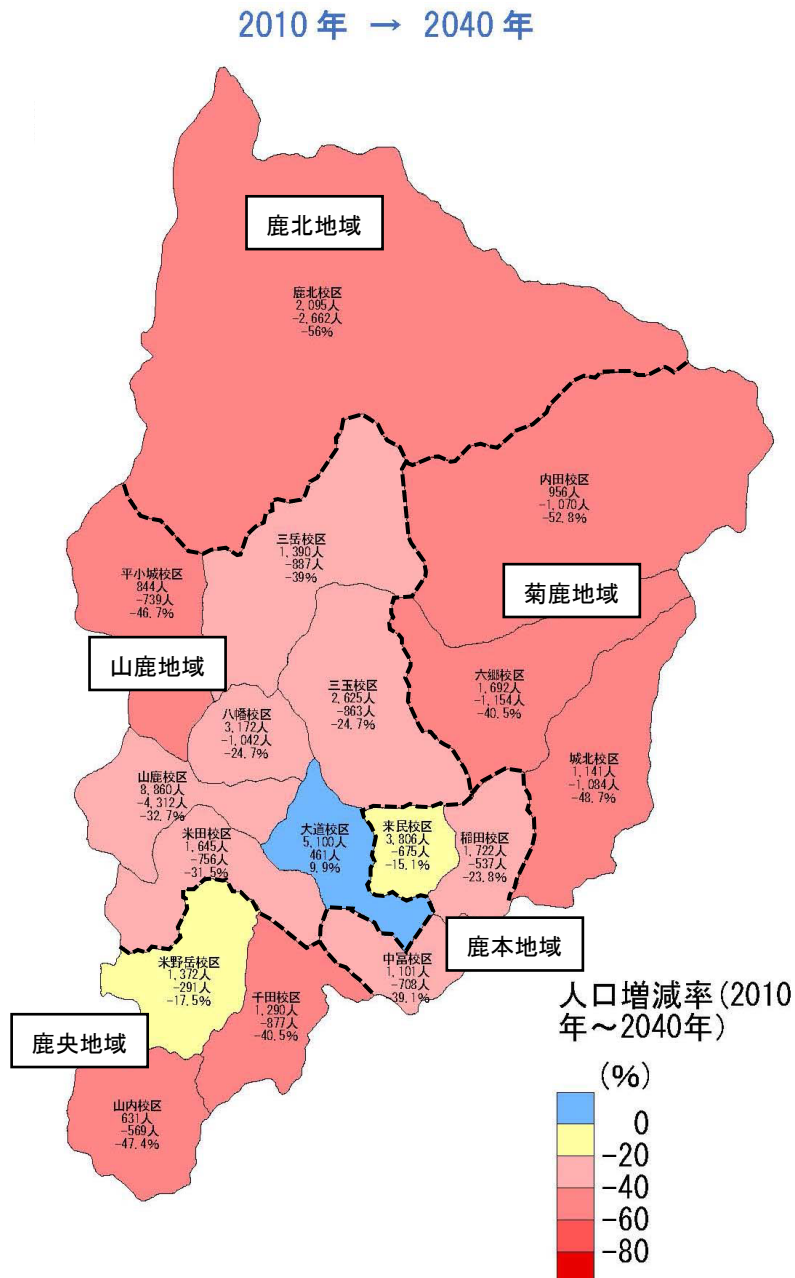 2010年 → 2040年
鹿北地域
鹿北校区
2,095人
-2,662人
-56%
内田校区
956人
-1,070人
-52.8%
三岳校区
1,390人
-887人
-39%
平小城校区
844人
-739人
-46.7%
菊鹿地域
山鹿地域
六郷校区
1,692人
-1,154人
-40.5%
三玉校区
2,625人
-863人
-24.7%
八幡校区
3,172人
-1,042人
-24.7%
城北校区
1,141人
-1,084人
-48.7%
山鹿校区
8,860人
-4,312人
-32.7%
大道校区
5,100人
461人
9.9%
来民校区
3,806人
-675人
-15.1%
稲田校区
1,722人
-537人
-23.8%
米田校区
1,645人
-756人
-31.5%
鹿本地域
中富校区
1,101人
-708人
-39.1%
米野岳校区
1,372人
-291人
-17.5%
千田校区
1,290人
-877人
-40.5%
鹿央地域
山内校区
631人
-569人
-47.4%
人口増減率(2010
年～2040年)
(%)
0
-20
-40
-60
-80